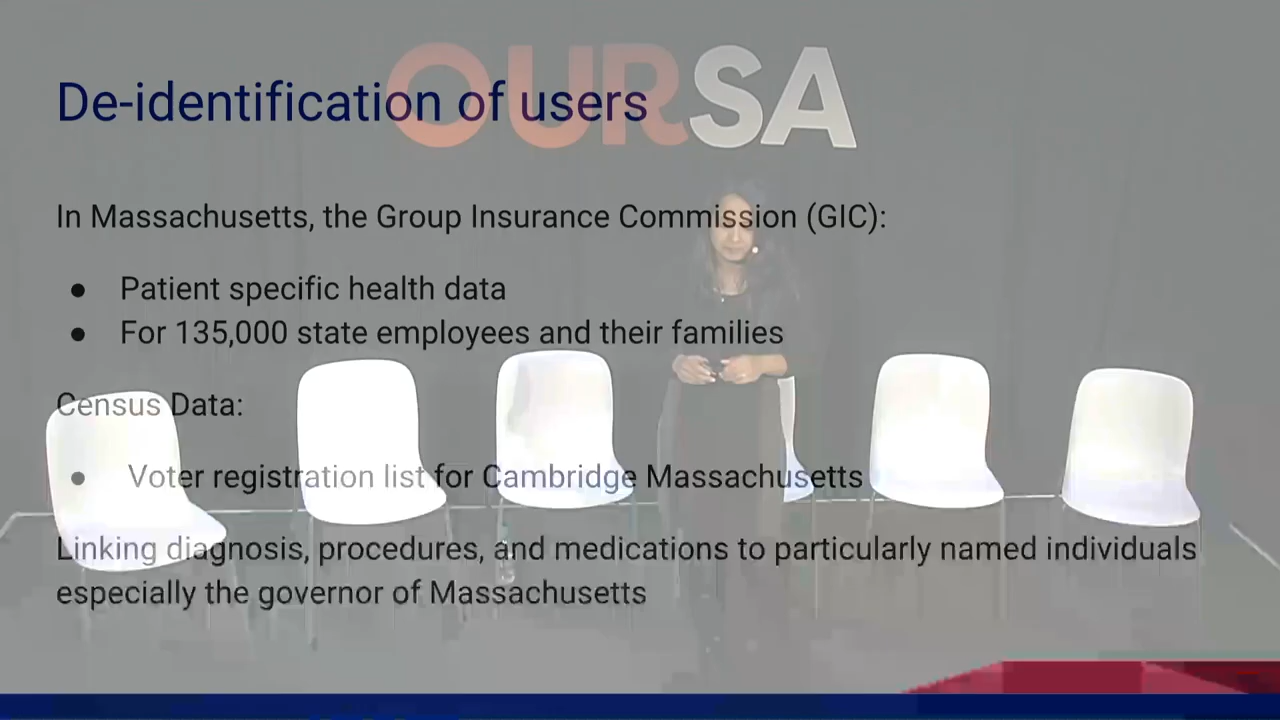 OURSA
De-identification of users
In Massachusetts, the Group Insurance Commission (GIC):
● Patient specific health data
● For 135,000 state employees and their families
Census Data:
● Voter registration list for Cambridge Massachusetts
Linking diagnosis, procedures, and medications to particularly named individuals
especially the governor of Massachusetts